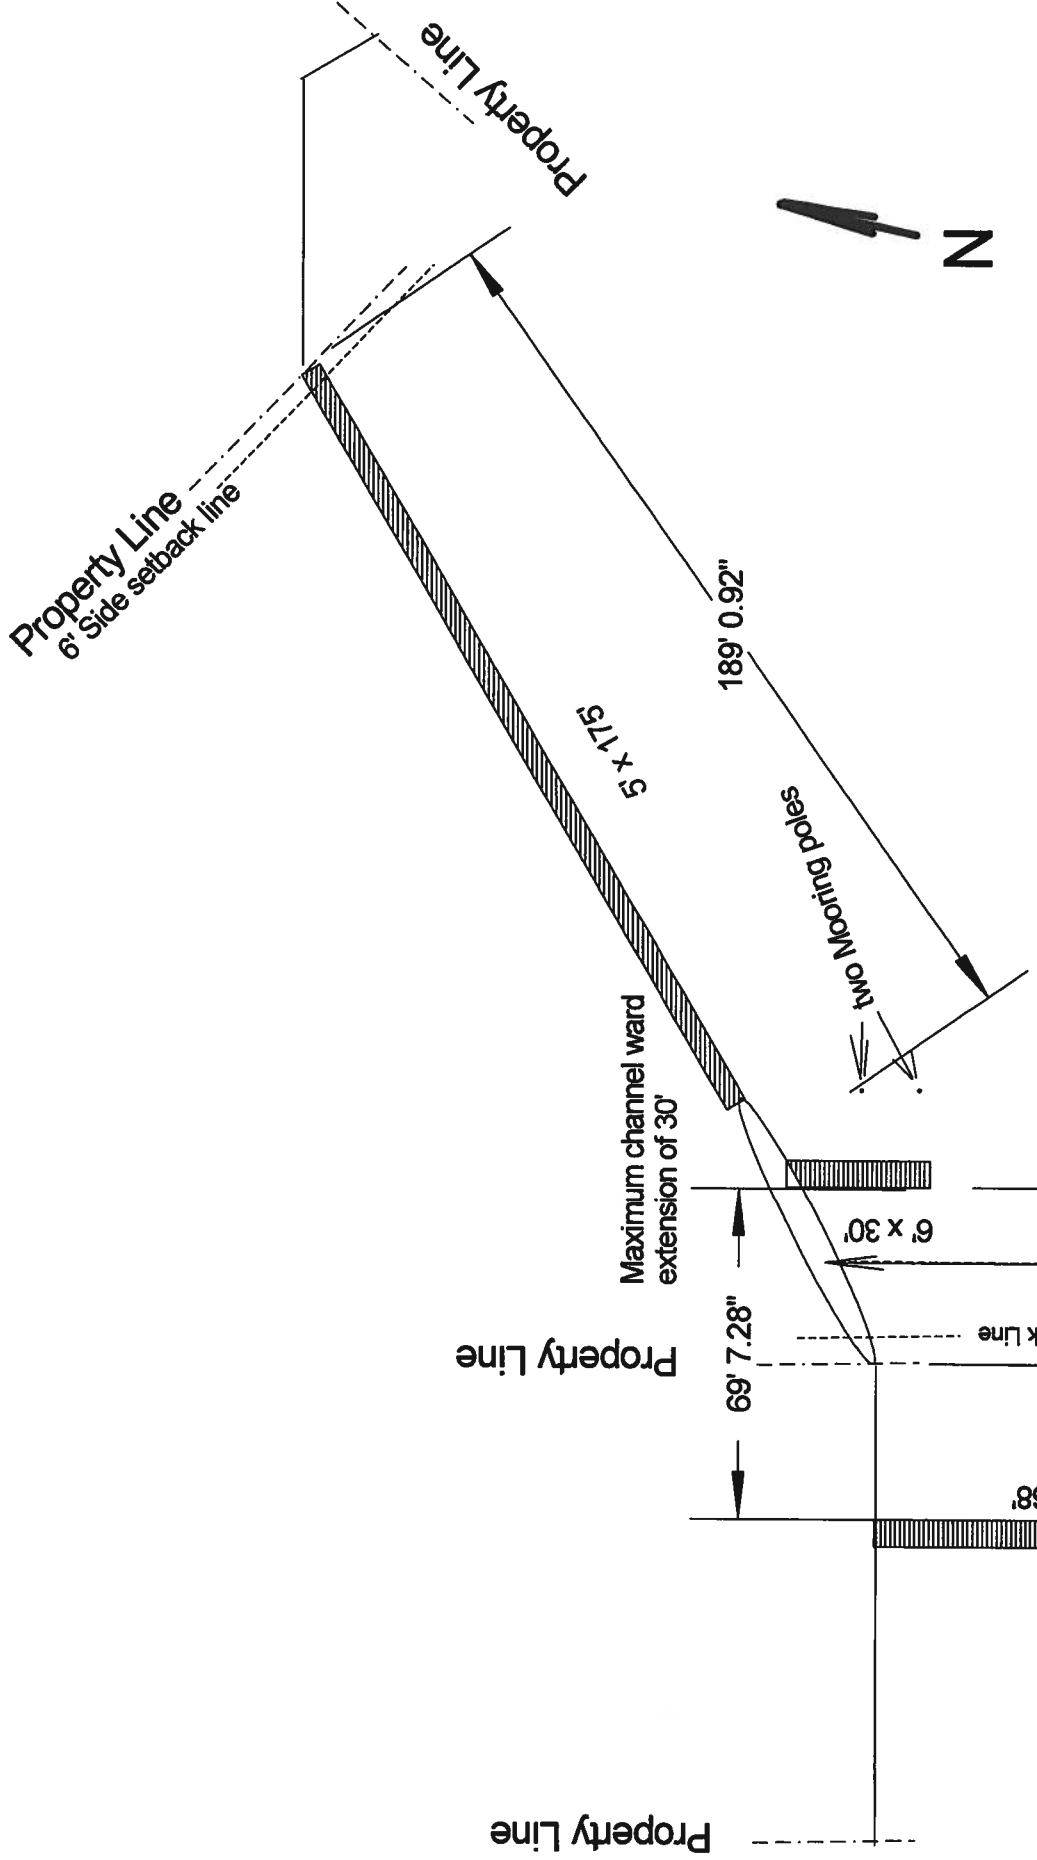 Property Line
Property Line
6' Side setback line
189' 0.92"
5' x 175'
two Mooring poles
N
Maximum channel ward
extension of 30'
6' x 30'
69' 7.28"
Property Line
Line
Property Line